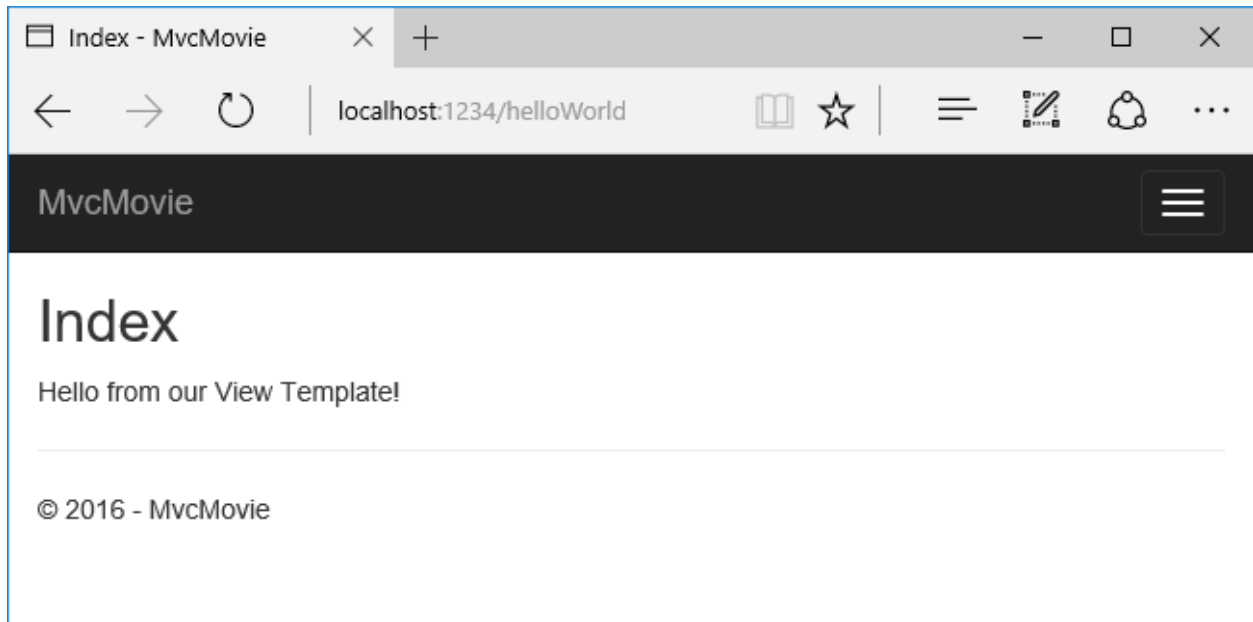 Index - MvcMovie
localhost:1234/helloWorld
MvcMovie
Index
Hello from our View Template!
© 2016 - MvcMovie